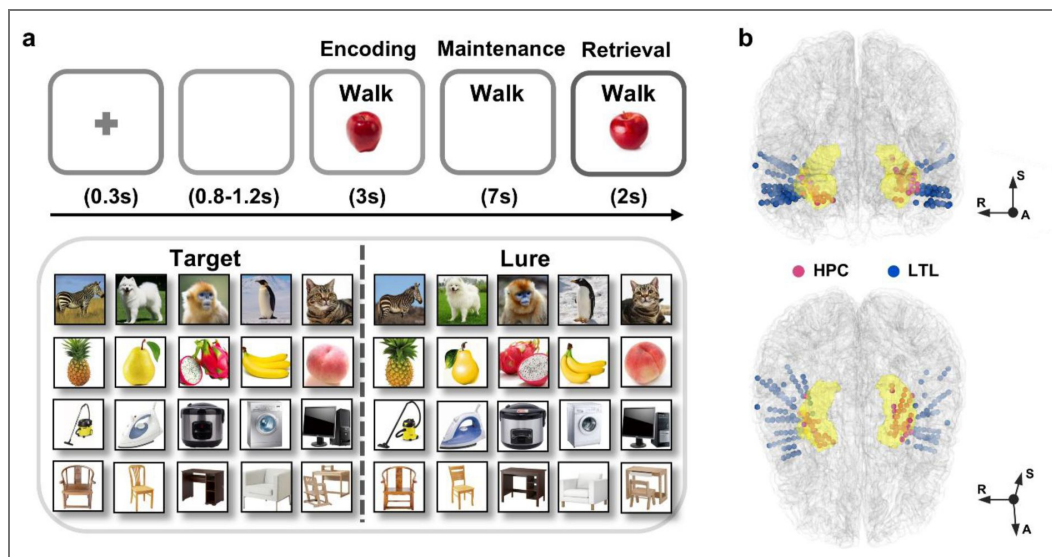 a
Encoding Maintenance Retrieval
Walk Walk Walk
(0.3s) (0.8-1.2s) (3s) (7s) (2s)
Target Lure
b
S
R A
HPC LTL
S
R
A